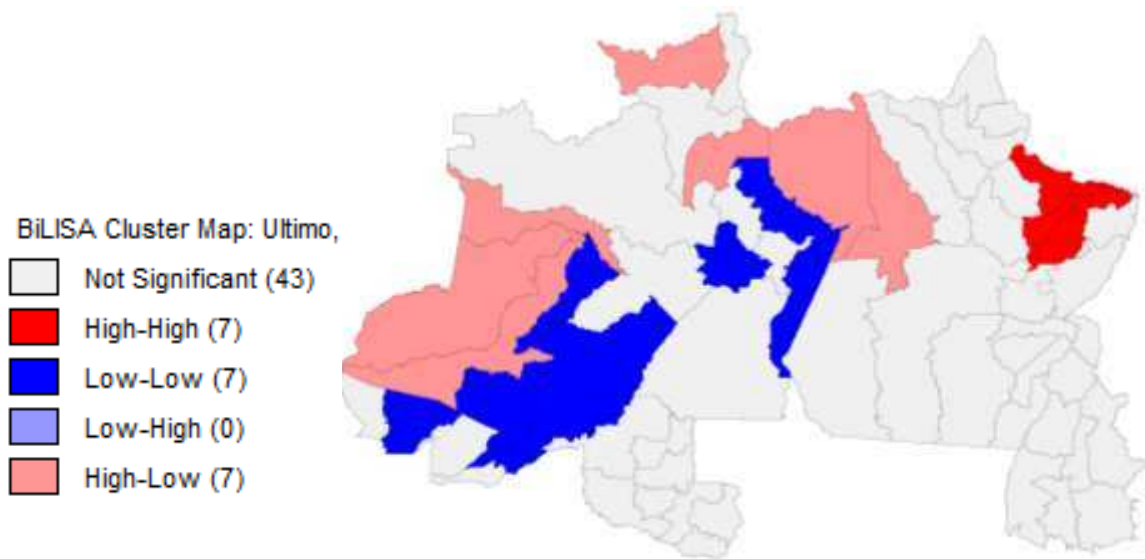 BiLISA Cluster Map: Ultimo,
Not Significant (43)
High-High (7)
Low-Low (7)
Low-High (0)
High-Low (7)